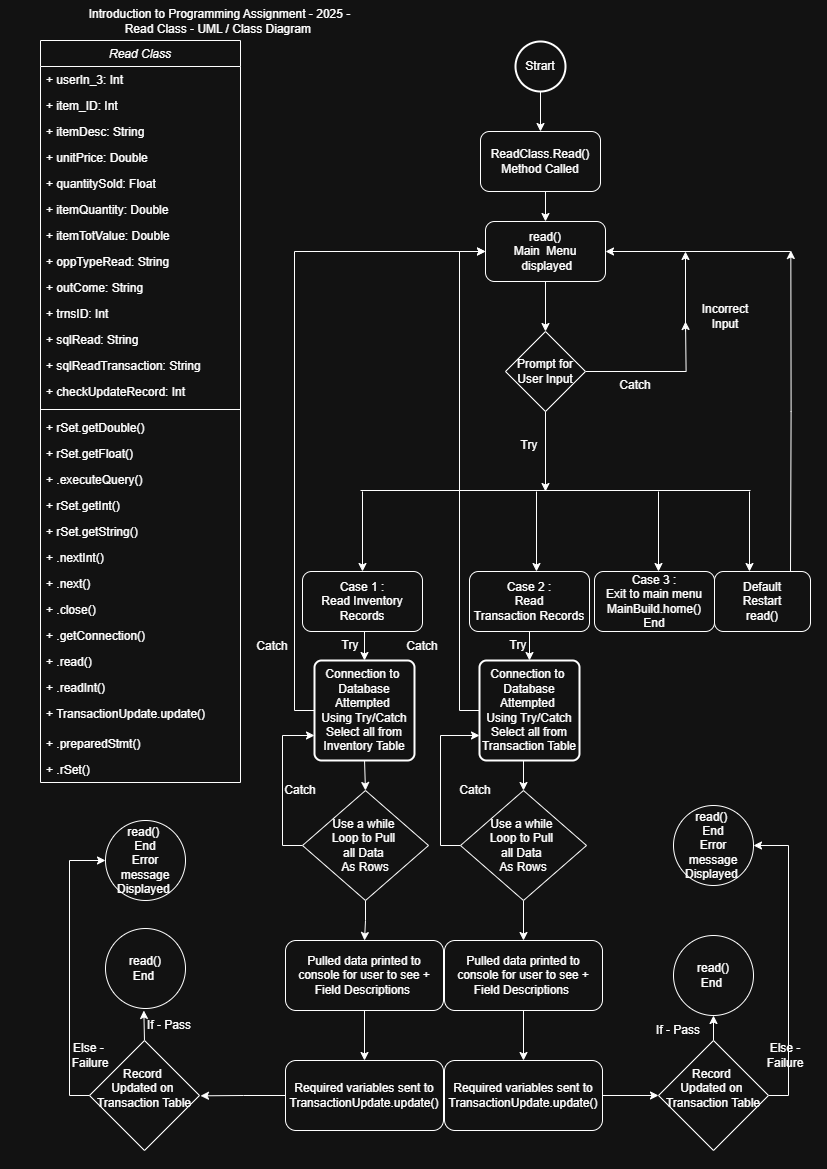 Introduction to Programming Assignment - 2025 -
Read Class - UML / Class Diagram
Read Class
+ userIn_3: Int
+ item_ID: Int
+ itemDesc: String
+ unitPrice: Double
+ quantitySold: Float
+ itemQuantity: Double
+ itemTotValue: Double
+ oppTypeRead: String
+ outCome: String
+ trnsID: Int
+ sqlRead: String
+ sqlReadTransaction: String
+ checkUpdateRecord: Int
+ rSet.getDouble()
+ rSet.getFloat()
+ .executeQuery()
+ rSet.getInt()
+ rSet.getString()
+ .nextInt()
+ .next()
+ .close()
+ .getConnection()
+ .read()
+ .readInt()
+ TransactionUpdate.update()
+ .preparedStmt()
+ .rSet()
Strart
ReadClass.Read()
Method Called
read()
Main Menu
displayed
Incorrect
Input
Prompt for
User Input
Catch
Try
Case 1 :
Read Inventory
Records
Case 2 :
Read
Transaction Records
Case 3 :
Exit to main menu
MainBuild.home()
End
Default
Restart
read()
Catch
Try
Catch
Try
Connection to
Database
Attempted
Using Try/Catch
Select all from
Inventory Table
Connection to
Database
Attempted
Using Try/Catch
Select all from
Transaction Table
Catch
Catch
Use a while
Loop to Pull
all Data
As Rows
Use a while
Loop to Pull
all Data
As Rows
read()
End
Error
message
Displayed
read()
End
Error
message
Displayed
Pulled data printed to
console for user to see +
Field Descriptions
Pulled data printed to
console for user to see +
Field Descriptions
read()
End
read()
End
If - Pass
If - Pass
Else -
Failure
Else -
Failure
Record
Updated on
Transaction Table
Required variables sent to
TransactionUpdate.update()
Required variables sent to
TransactionUpdate.update()
Record
Updated on
Transaction Table